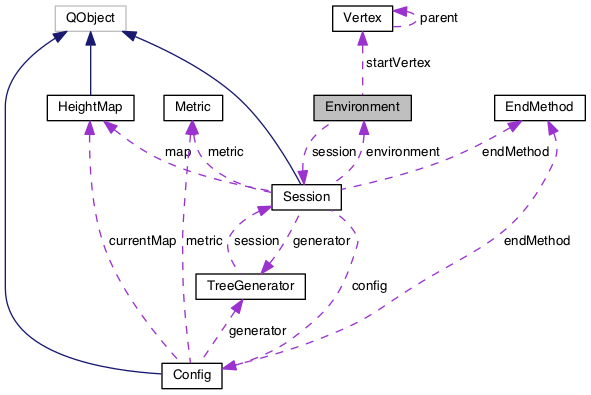 QObject
Vertex
parent
startVertex
HeightMap
Metric
Environment
EndMethod
map
metric
session
environment
endMethod
Session
currentMap
metric
session
generator
endMethod
TreeGenerator
config
generator
Config